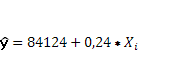 ŷ = 84124 + 0,24 * Xᵢ